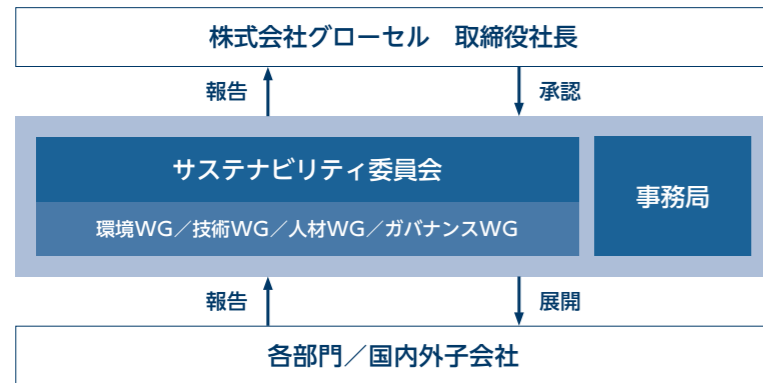 株式会社グローセル　取締役社長
報告
承認
サステナビリティ委員会
環境WG／技術WG／人材WG／ガバナンスWG
事務局
報告
展開
各部門／国内外子会社